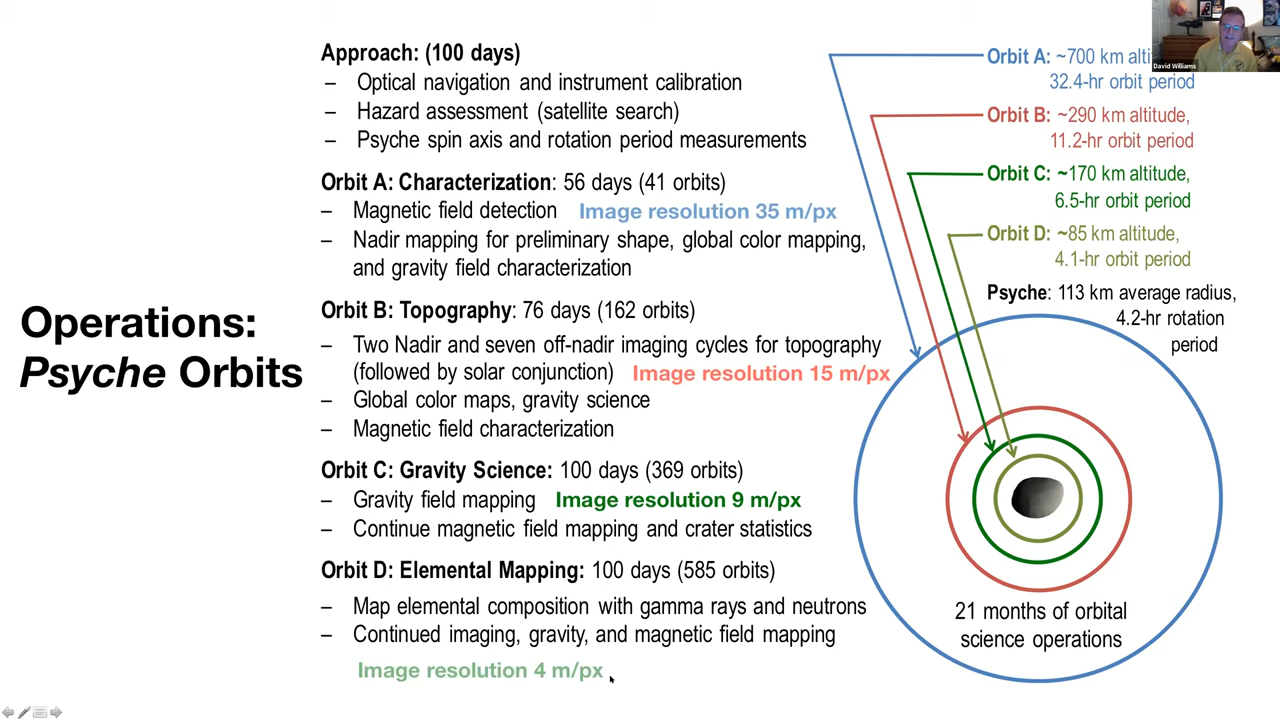 Operations:
Psyche Orbits
Approach: (100 days)
– Optical navigation and instrument calibration
– Hazard assessment (satellite search)
– Psyche spin axis and rotation period measurements
Orbit A: Characterization: 56 days (41 orbits)
– Magnetic field detection Image resolution 35 m/px
– Nadir mapping for preliminary shape, global color mapping,
and gravity field characterization
Orbit B: Topography: 76 days (162 orbits)
– Two Nadir and seven off-nadir imaging cycles for topography
(followed by solar conjunction) Image resolution 15 m/px
– Global color maps, gravity science
– Magnetic field characterization
Orbit C: Gravity Science: 100 days (369 orbits)
– Gravity field mapping Image resolution 9 m/px
– Continue magnetic field mapping and crater statistics
Orbit D: Elemental Mapping: 100 days (585 orbits)
– Map elemental composition with gamma rays and neutrons
– Continued imaging, gravity, and magnetic field mapping
Image resolution 4 m/px
Orbit A: ~700 km
32.4-hr orbit period
Orbit B: ~290 km altitude,
11.2-hr orbit period
Orbit C: ~170 km altitude,
6.5-hr orbit period
Orbit D: ~85 km altitude,
4.1-hr orbit period
Psyche: 113 km average radius,
4.2-hr rotation
period
21 months of orbital
science operations
David Williams